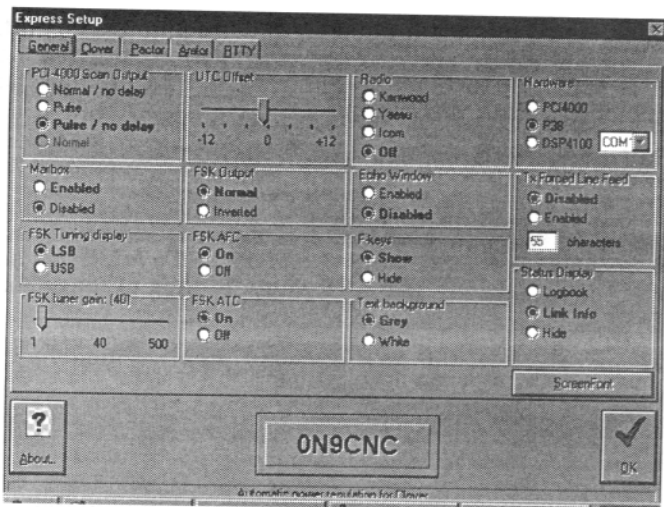 Express Setup
General Clover Pactor Amtor RTTY
PCI-4000 Scan Output
Normal / no delay
Pulse
Pulse / no delay
Normal
UTC Offset
-12 0 +12
Radio
Kenwood
Yaesu
Icom
Off
Hardware
PCI4000
P38
DSP4100 COM
Marbox
Enabled
Disabled
FSK Output
Normal
Inverted
Echo Window
Enabled
Disabled
Tx Forced Line Feed
Disabled
Enabled
55 characters
FSK Tuning display
LSB
USB
FSK AFC
On
Off
F-keys
Show
Hide
Status Display
Logbook
Link Info
Hide
FSK tuner gain: (40)
1 40 500
FSK ATC
On
Off
Text background
Grey
White
ScreenFont
?
About..
0N9CNC
OK
Automatic power regulation for Clover